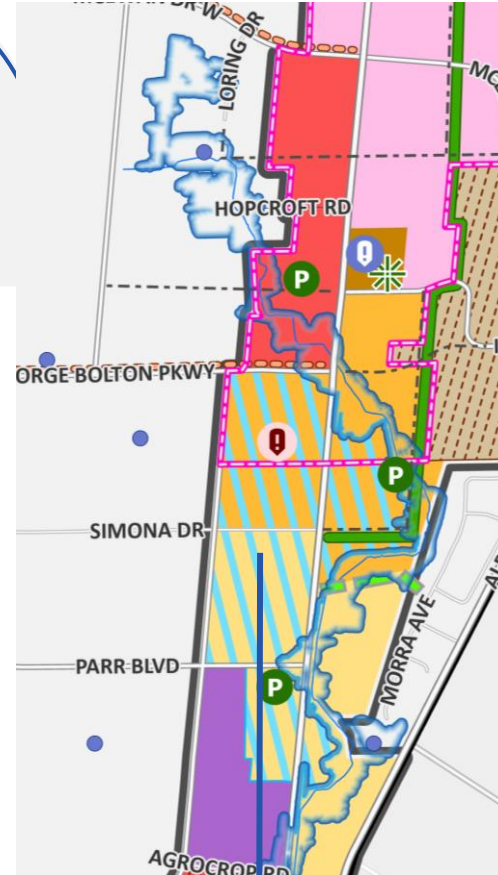 LORING DR
HOPCROFT RD
P
ORGE BOLTON PKWY
P
SIMONA DR
MORRA AVE
PARR BLVD
P
AGROCROP RD